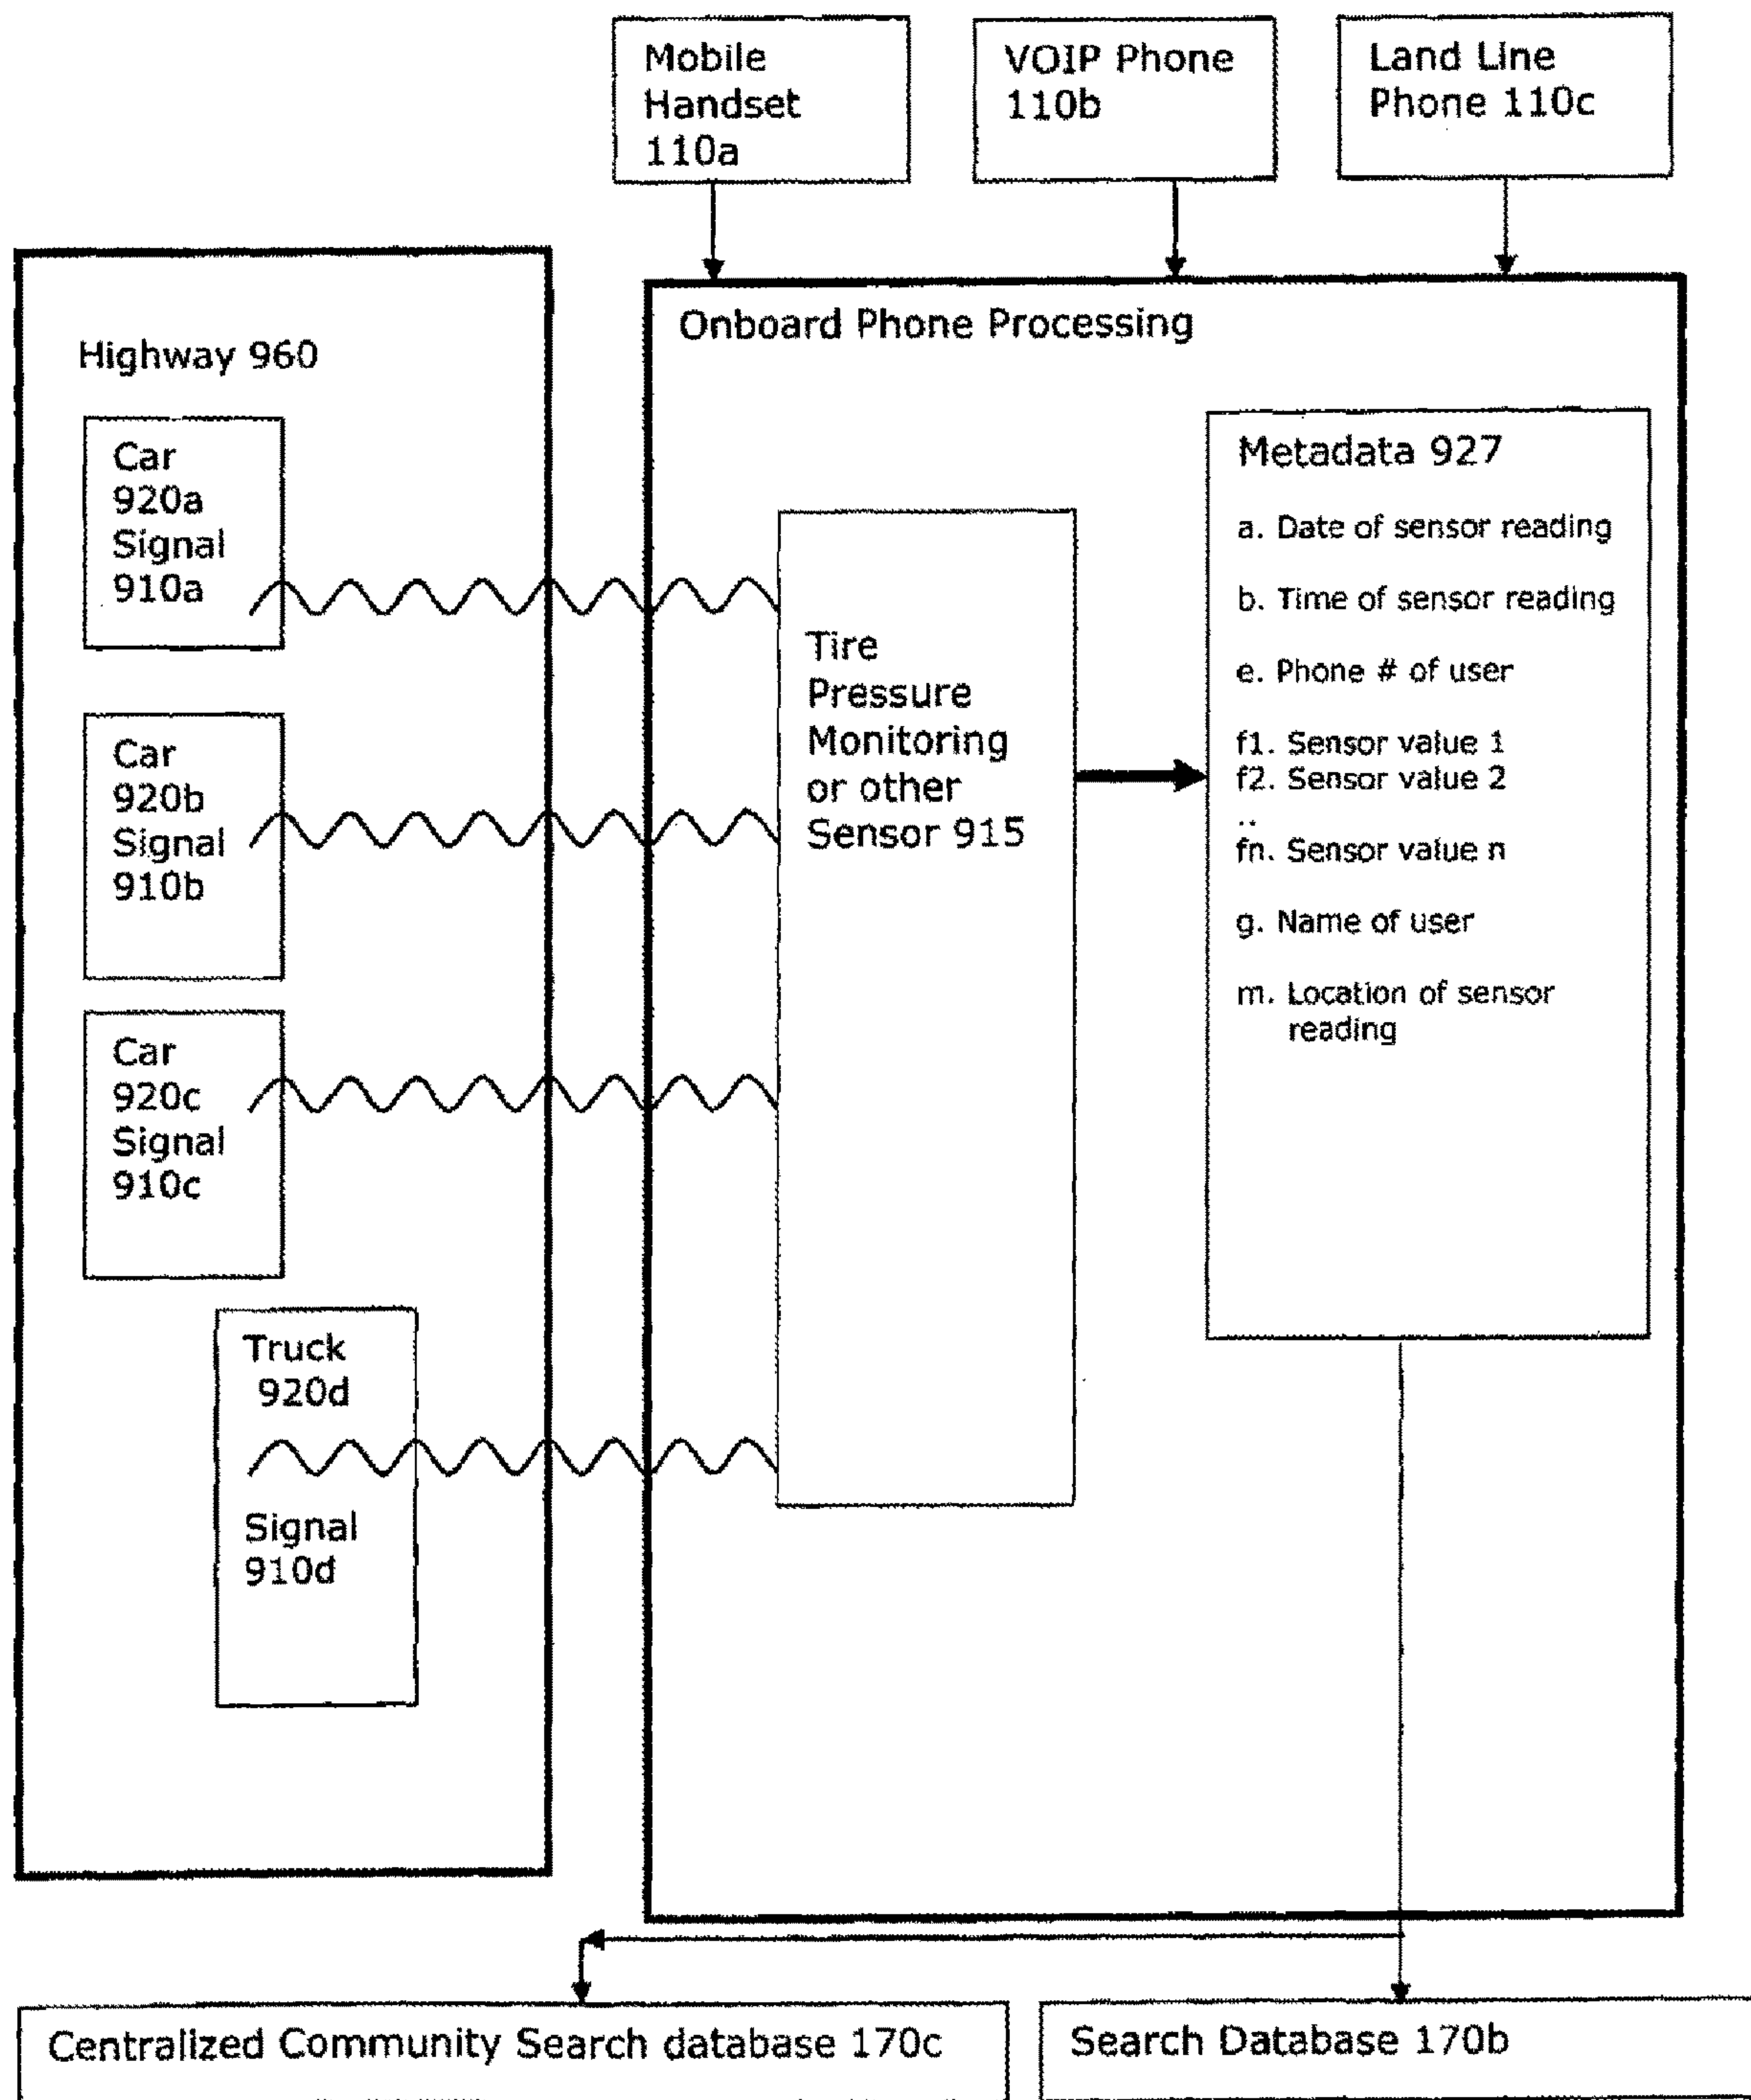 Mobile
Handset
110a
VOIP Phone
110b
Land Line
Phone 110c
Highway 960
Car
920a
Signal
910a
Car
920b
Signal
910b
Car
920c
Signal
910c
Truck
920d
Signal
910d
Onboard Phone Processing
Tire
Pressure
Monitoring
or other
Sensor 915
Metadata 927
a. Date of sensor reading
b. Time of sensor reading
e. Phone # of user
f1. Sensor value 1
f2. Sensor value 2
..
fn. Sensor value n
g. Name of user
m. Location of sensor
reading
Centralized Community Search database 170c
Search Database 170b